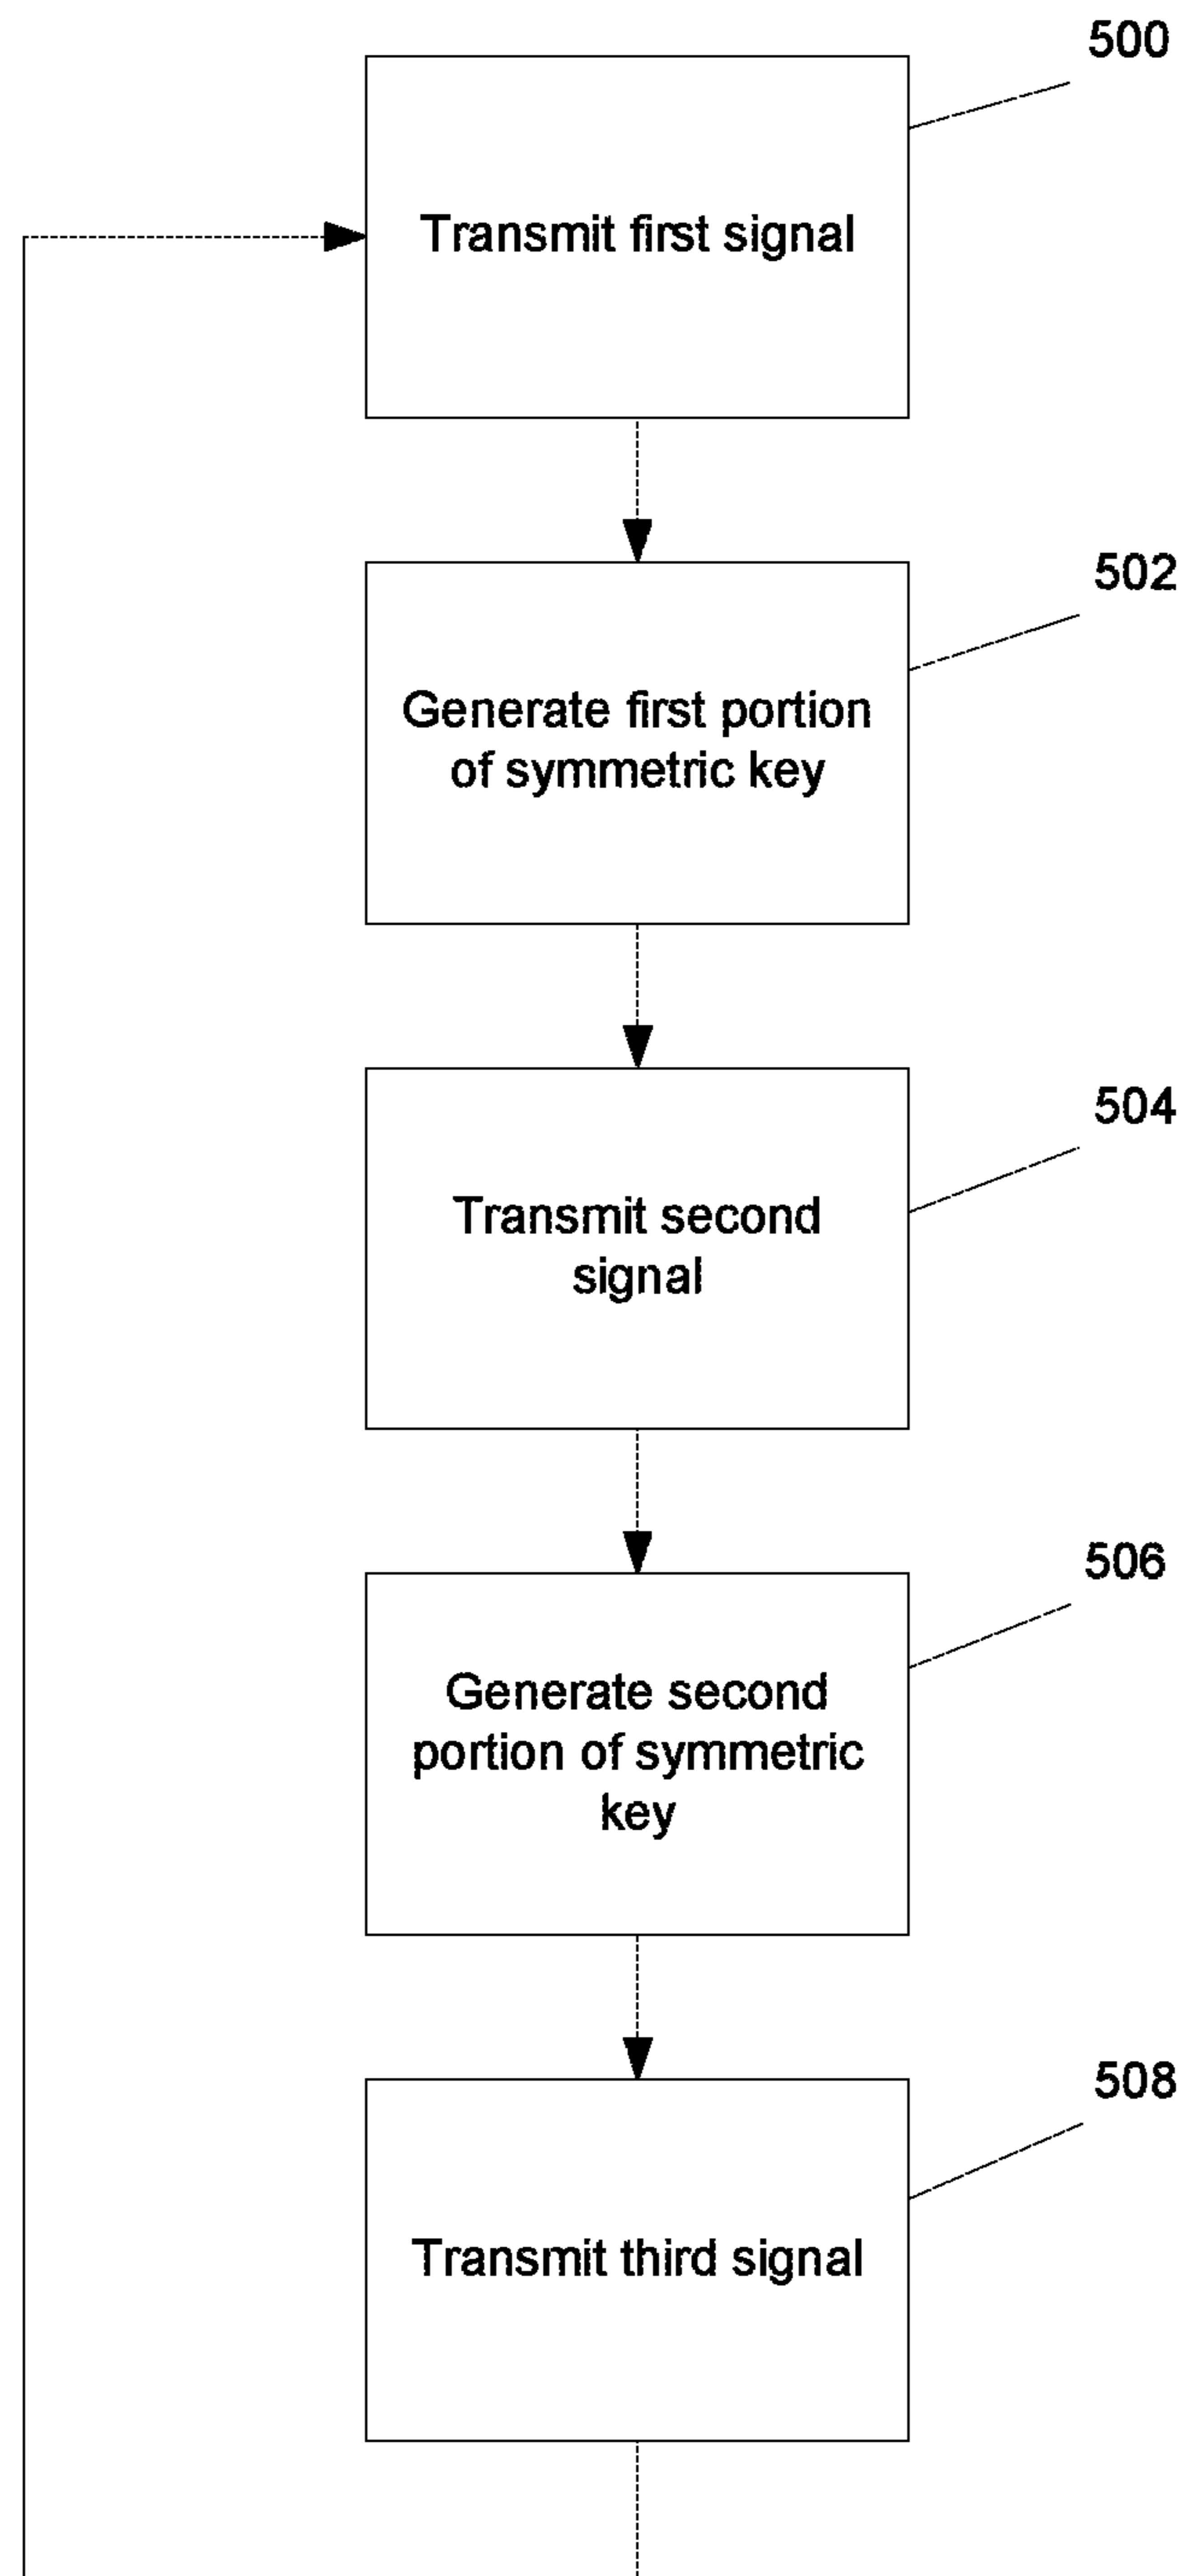 500
Transmit first signal
502
Generate first portion
of symmetric key
504
Transmit second
signal
506
Generate second
portion of symmetric
key
508
Transmit third signal